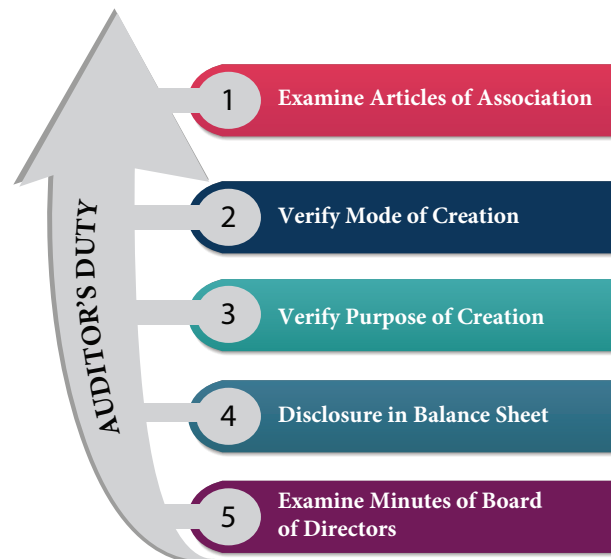 AUDITOR'S DUTY
1 Examine Articles of Association
2 Verify Mode of Creation
3 Verify Purpose of Creation
4 Disclosure in Balance Sheet
5 Examine Minutes of Board
of Directors